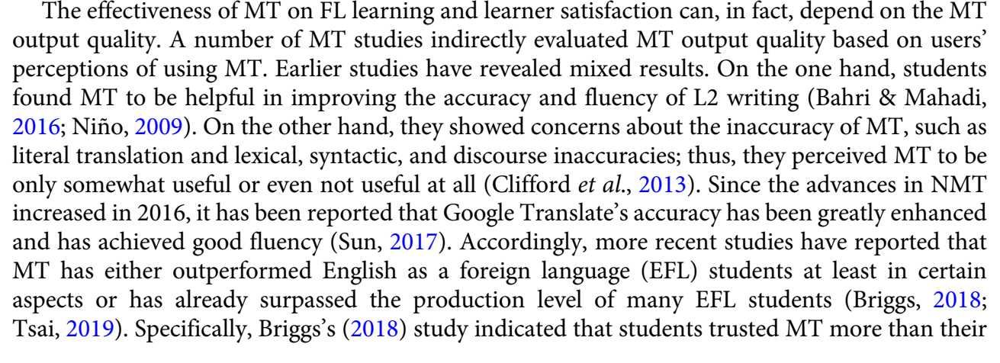 The effectiveness of MT on FL learning and learner satisfaction can, in fact, depend on the MT
output quality. A number of MT studies indirectly evaluated MT output quality based on users’
perceptions of using MT. Earlier studies have revealed mixed results. On the one hand, students
found MT to be helpful in improving the accuracy and fluency of L2 writing (Bahri & Mahadi,
2016; Niño, 2009). On the other hand, they showed concerns about the inaccuracy of MT, such as
literal translation and lexical, syntactic, and discourse inaccuracies; thus, they perceived MT to be
only somewhat useful or even not useful at all (Clifford et al., 2013). Since the advances in NMT
increased in 2016, it has been reported that Google Translate’s accuracy has been greatly enhanced
and has achieved good fluency (Sun, 2017). Accordingly, more recent studies have reported that
MT has either outperformed English as a foreign language (EFL) students at least in certain
aspects or has already surpassed the production level of many EFL students (Briggs, 2018;
Tsai, 2019). Specifically, Briggs’s (2018) study indicated that students trusted MT more than their